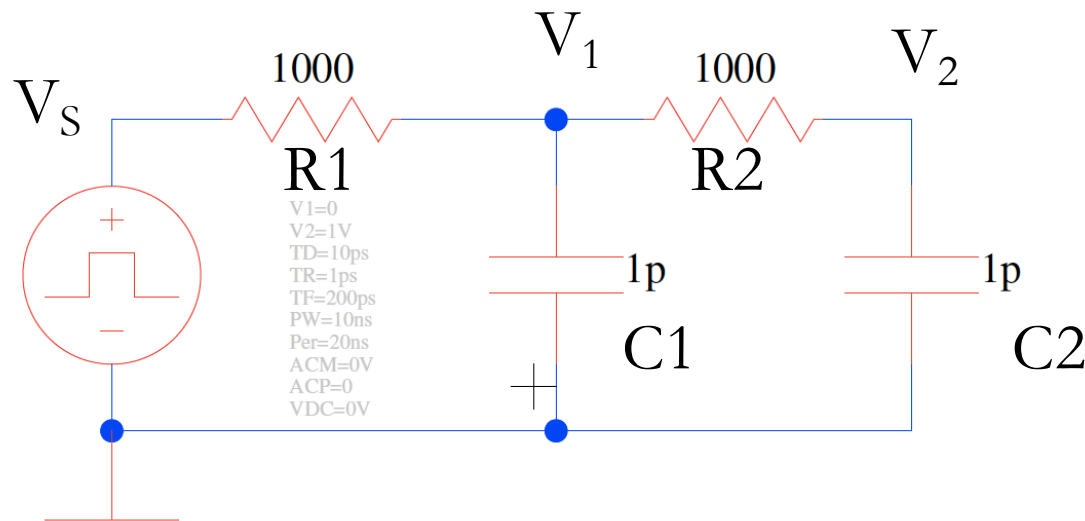 V1
V2
1000
1000
VS
R1
R2
V1=0
V2=1V
TD=10ps
TR=1ps
TF=200ps
PW=10ns
Per=20ns
ACM=0V
ACP=0
VDC=0V
1p
1p
C1
C2